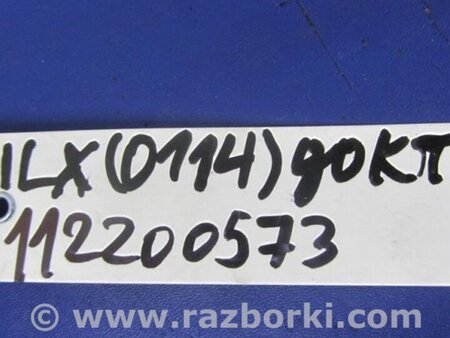 ILX(0114) докт
112200573
© www.razborki.com